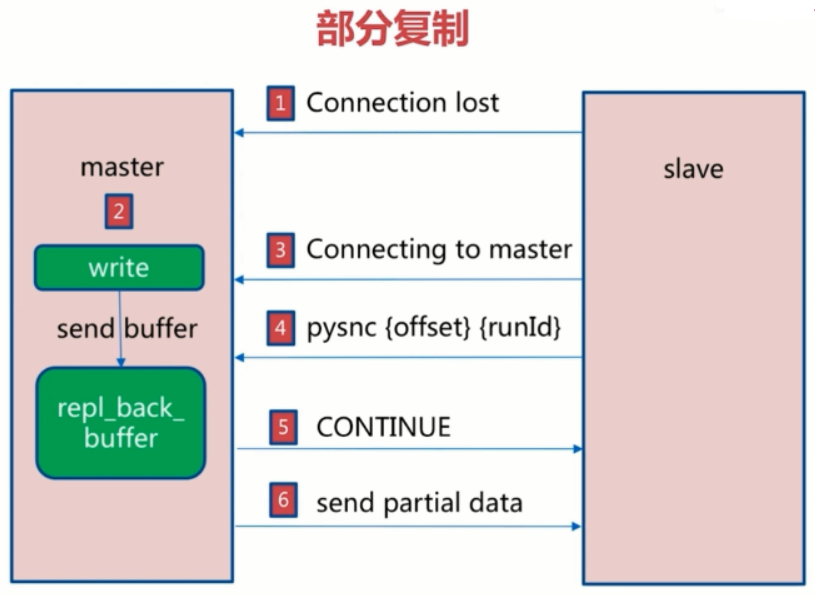 部分复制
1 Connection lost
master
slave
2
3 Connecting to master
write
send buffer
4 pysnc {offset} {runId}
repl_back_
buffer
5 CONTINUE
6 send partial data